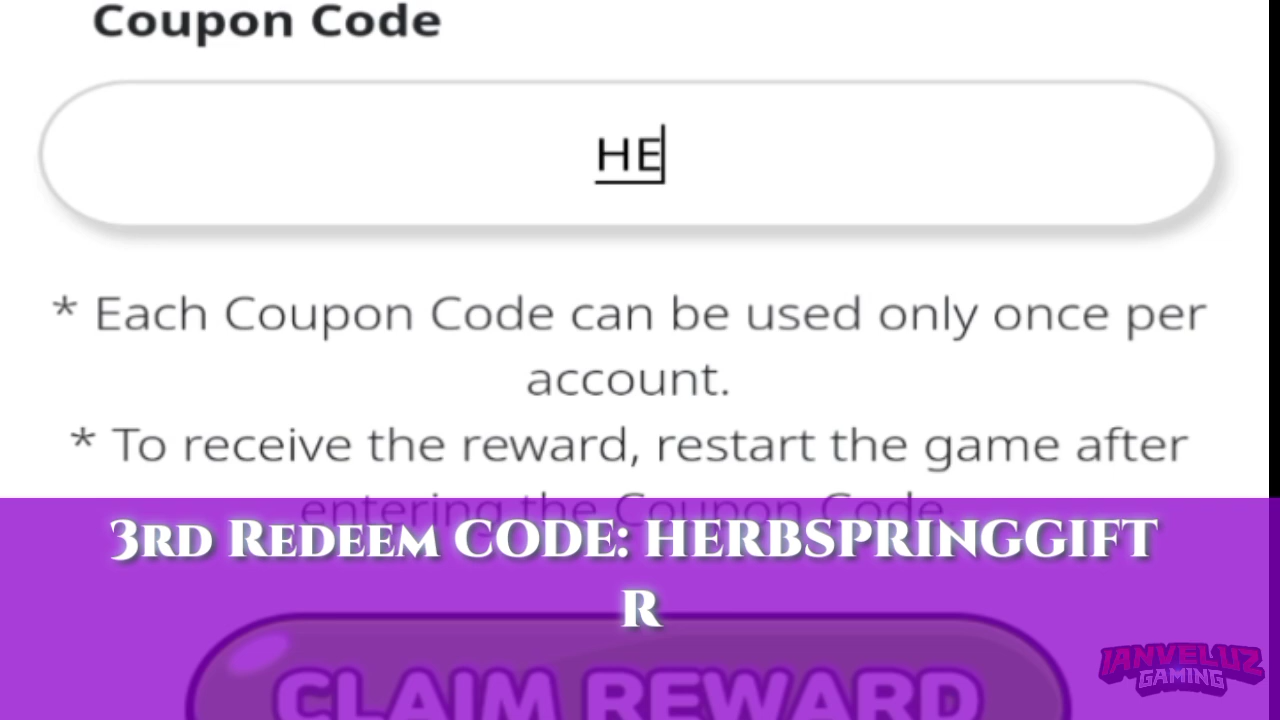 Coupon Code
HE
* Each Coupon Code can be used only once per
account.
* To receive the reward, restart the game after
entering the Coupon Code.
3RD REDEEM CODE: HERBSPRINGGIFT
R
CLAIM REWARD
IANVELUZ
GAMING